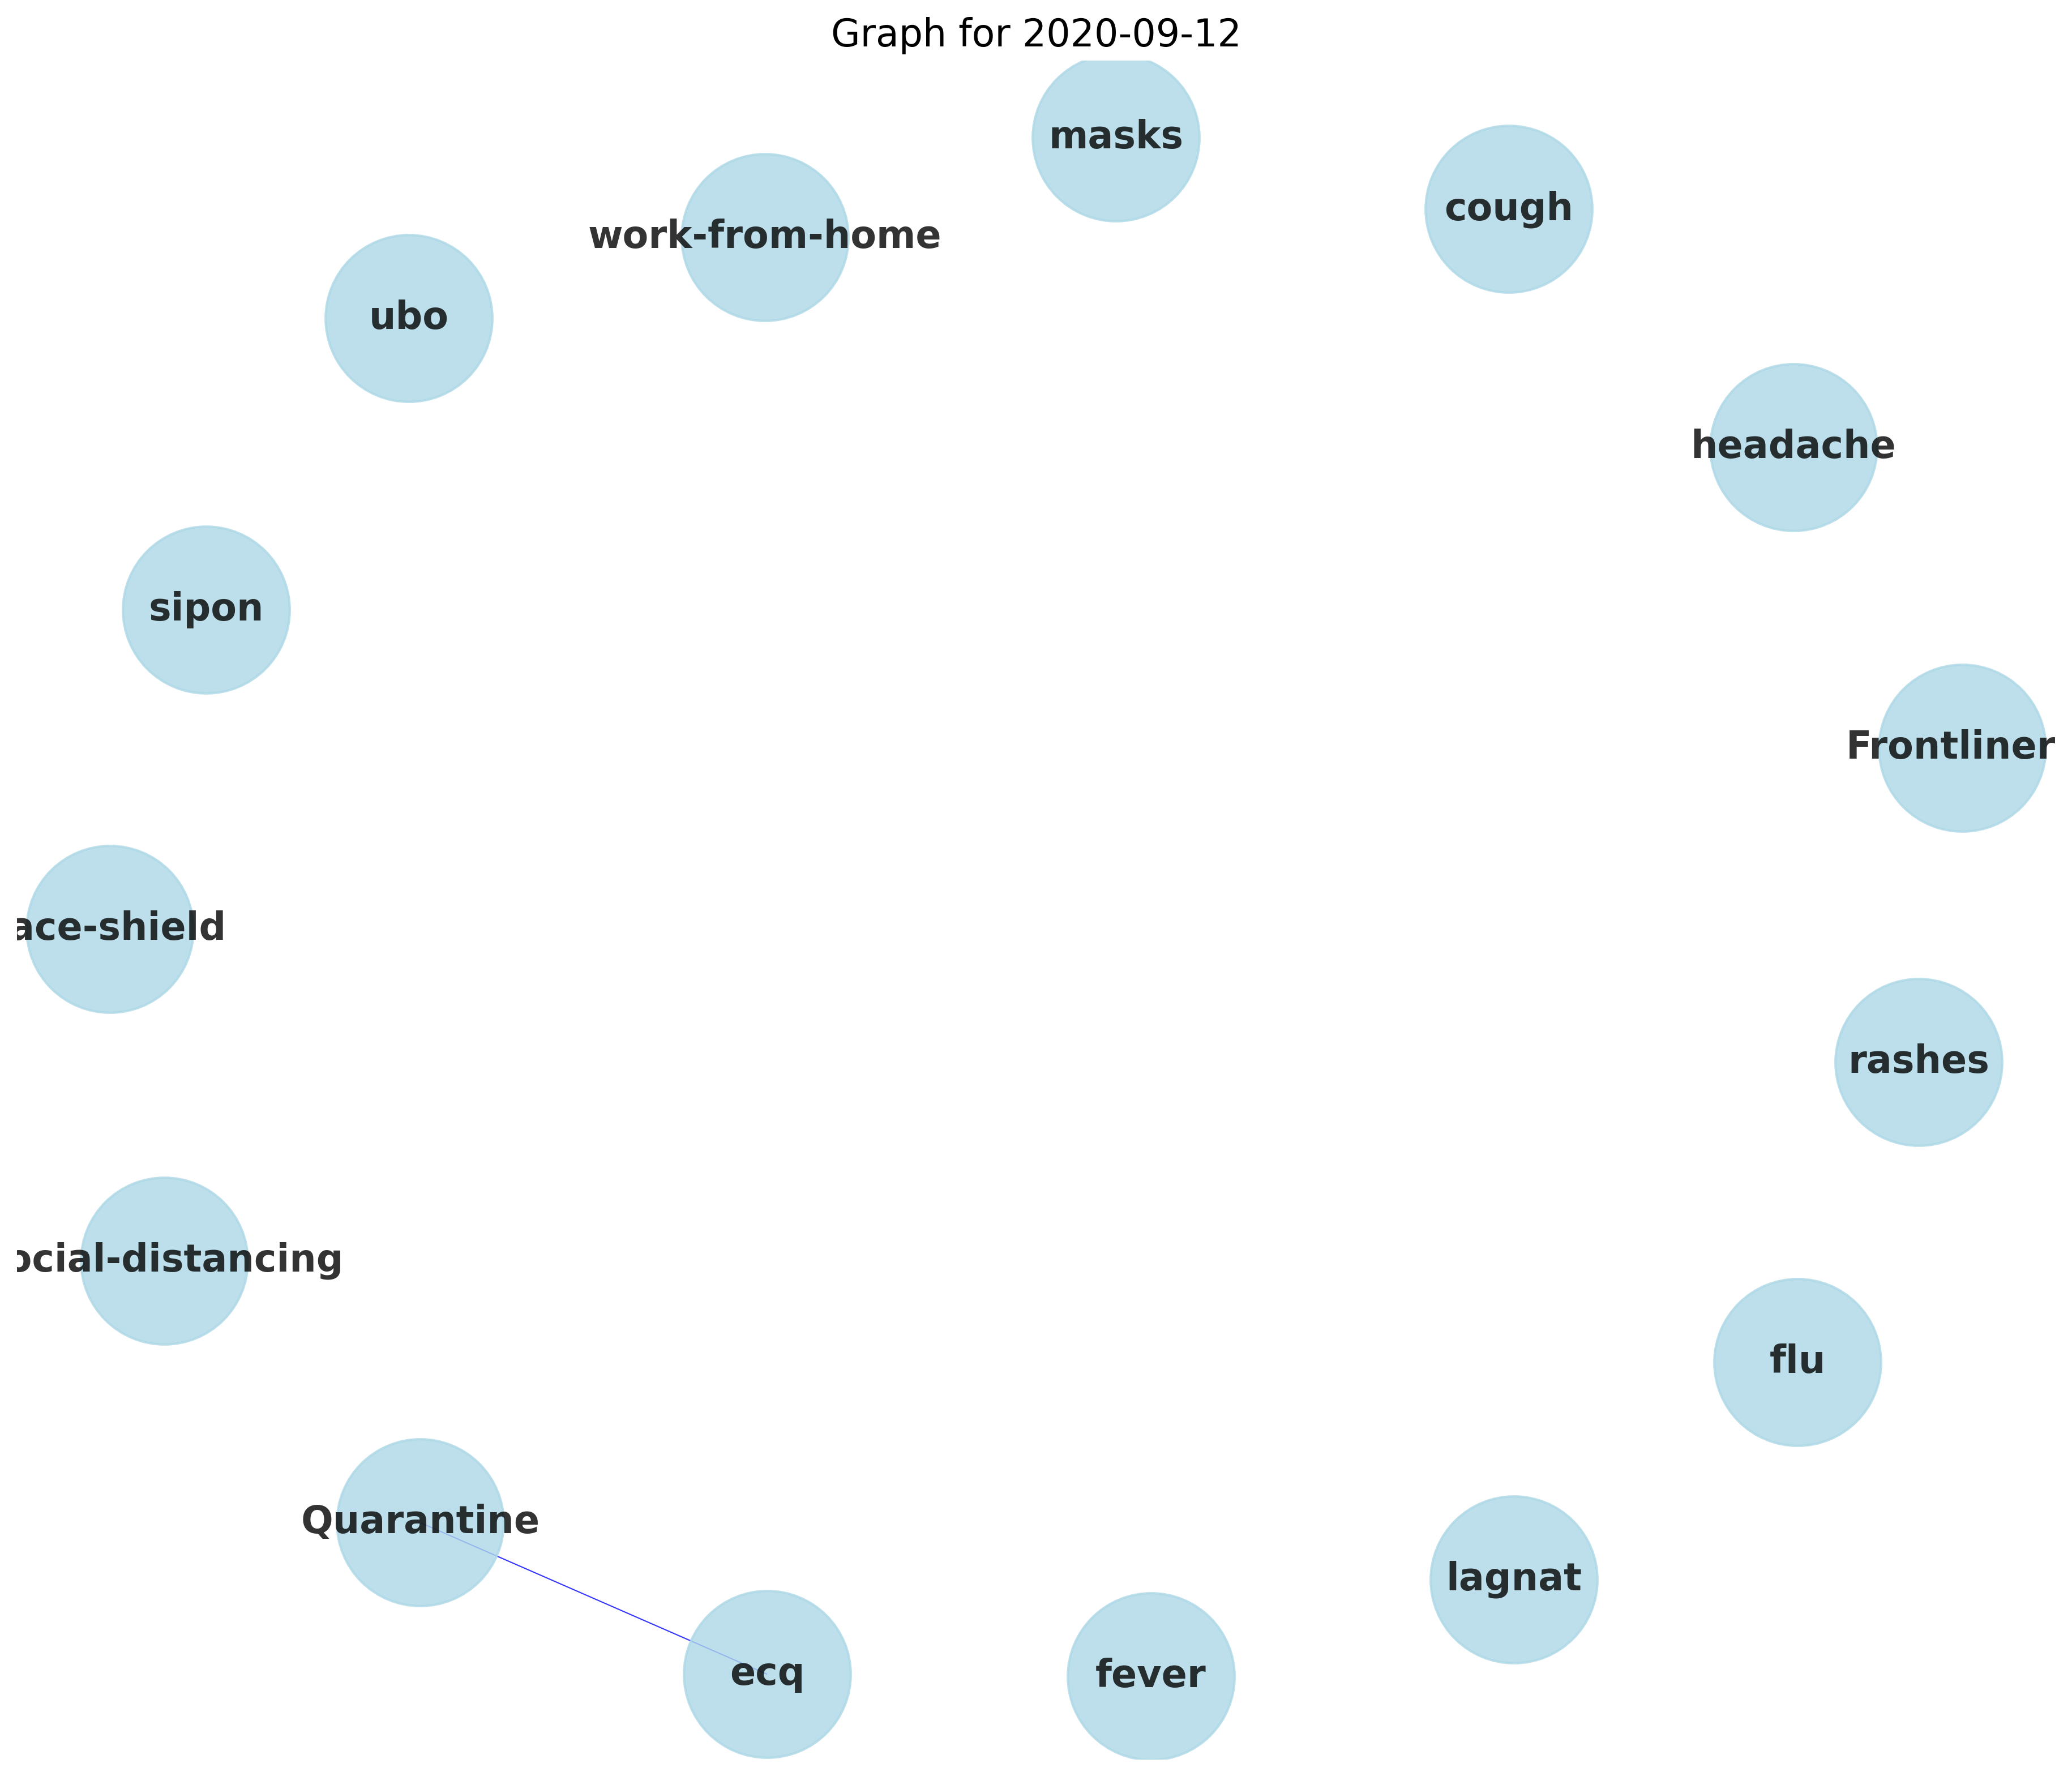 Graph for 2020-09-12
masks
cough
work-from-home
ubo
headache
sipon
Frontliner
ace-shield
rashes
ocial-distancing
flu
Quarantine
lagnat
ecq
fever